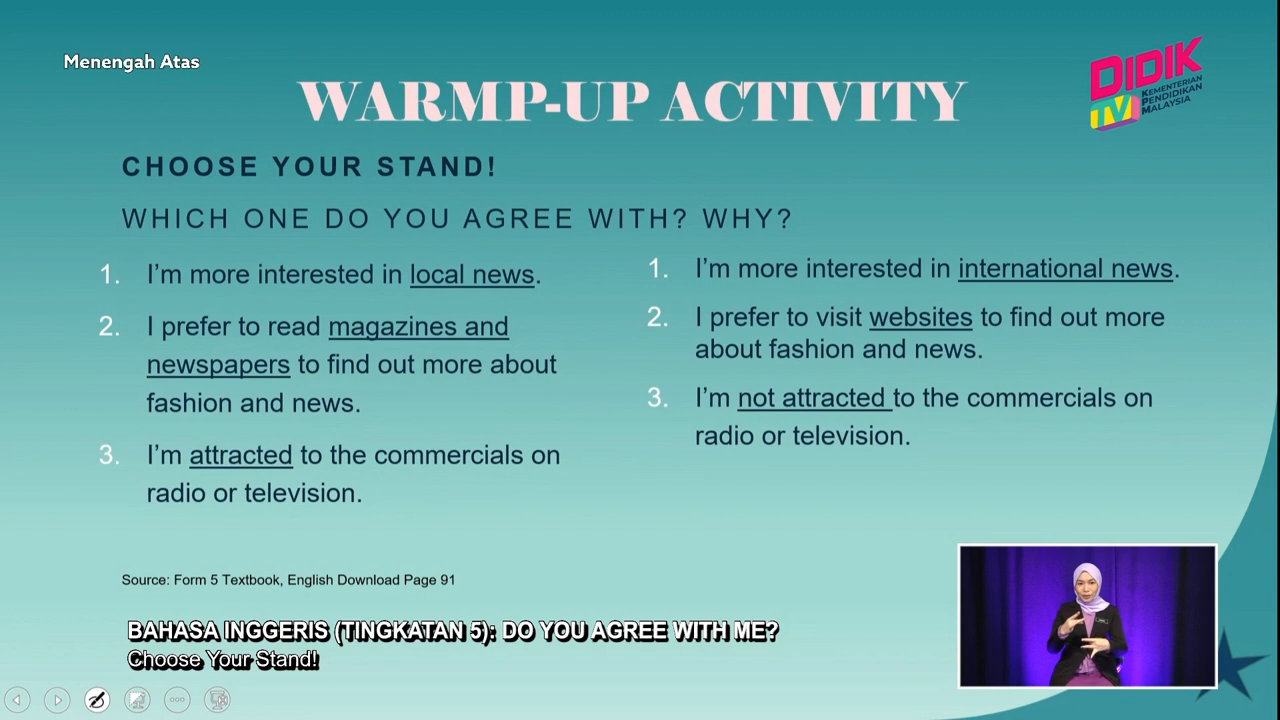 Menengah Atas
DIDIK
TV
KEMENTERIAN
PENDIDIKAN
MALAYSIA
WARMP-UP ACTIVITY
CHOOSE YOUR STAND!
WHICH ONE DO YOU AGREE WITH? WHY?
1. I'm more interested in local news.
2. I prefer to read magazines and
newspapers to find out more about
fashion and news.
3. I'm attracted to the commercials on
radio or television.
1. I'm more interested in international news.
2. I prefer to visit websites to find out more
about fashion and news.
3. I'm not attracted to the commercials on
radio or television.
Source: Form 5 Textbook, English Download Page 91
BAHASA INGGERIS (TINGKATAN 5): DO YOU AGREE WITH ME?
Choose Your Stand!